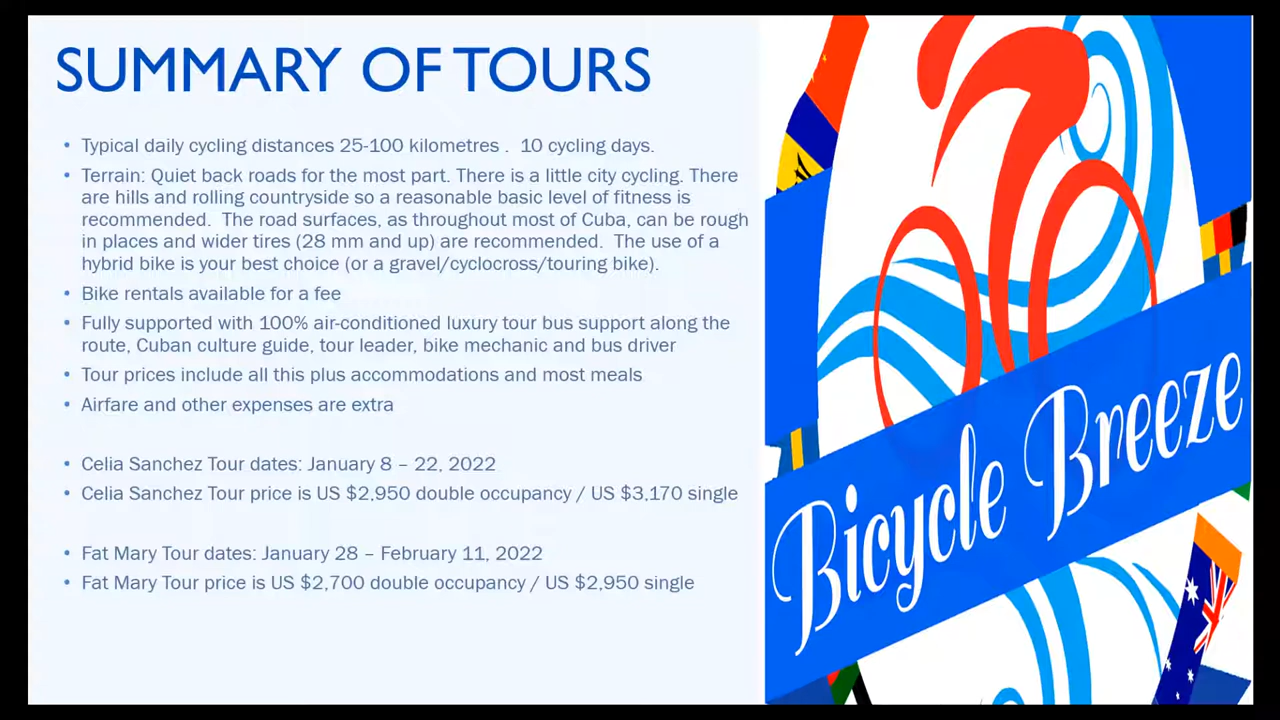 SUMMARY OF TOURS
• Typical daily cycling distances 25-100 kilometres .  10 cycling days.
• Terrain: Quiet back roads for the most part. There is a little city cycling. There
are hills and rolling countryside so a reasonable basic level of fitness is
recommended.  The road surfaces, as throughout most of Cuba, can be rough
in places and wider tires (28 mm and up) are recommended.  The use of a
hybrid bike is your best choice (or a gravel/cyclocross/touring bike).
• Bike rentals available for a fee
• Fully supported with 100% air-conditioned luxury tour bus support along the
route, Cuban culture guide, tour leader, bike mechanic and bus driver
• Tour prices include all this plus accommodations and most meals
• Airfare and other expenses are extra
• Celia Sanchez Tour dates: January 8 – 22, 2022
• Celia Sanchez Tour price is US $2,950 double occupancy / US $3,170 single
• Fat Mary Tour dates: January 28 – February 11, 2022
• Fat Mary Tour price is US $2,700 double occupancy / US $2,950 single
Bicycle Breeze